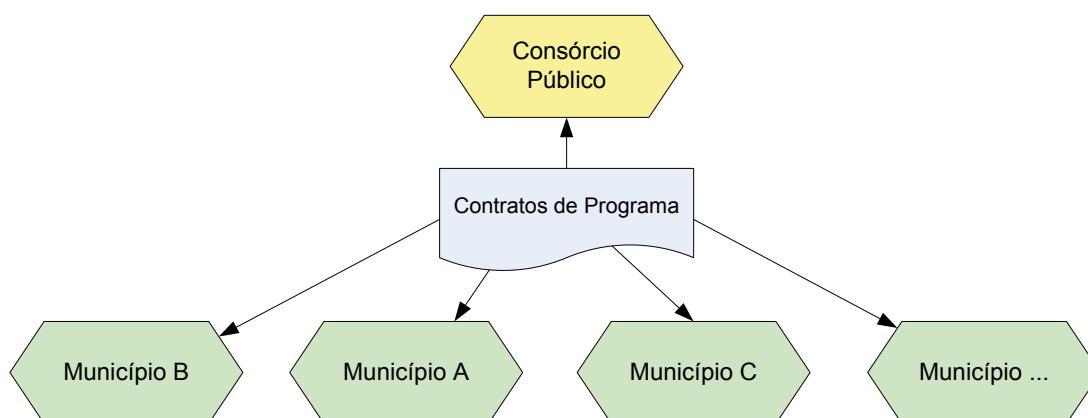 Consórcio
Público
Contratos de Programa
Município B
Município A
Município C
Município ...